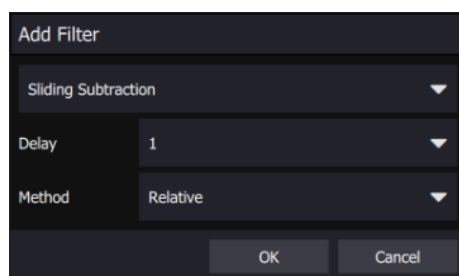 Add Filter
Sliding Subtraction
Delay 1
Method Relative
OK Cancel